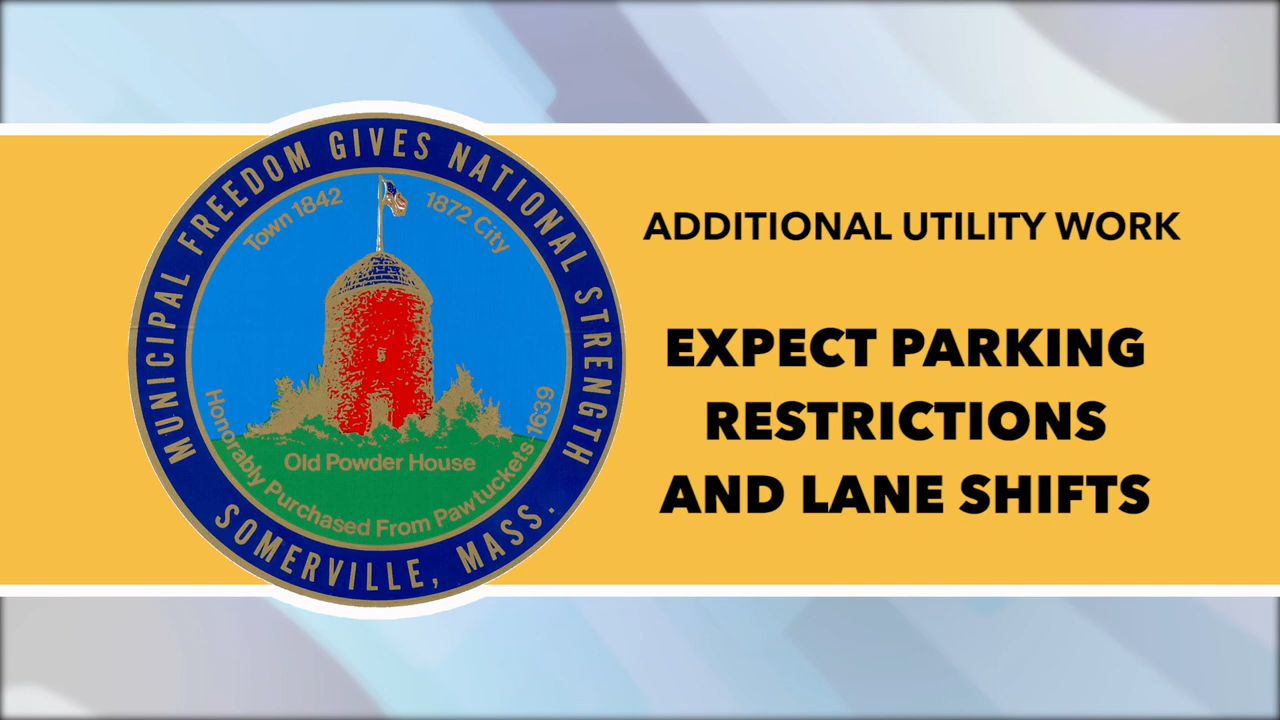 MUNICIPAL FREEDOM GIVES NATIONAL STRENGTH
Town 1842
1872 City
Old Powder House
Honorably Purchased From Pawtuckets 1639
SOMERVILLE, MASS.
ADDITIONAL UTILITY WORK
EXPECT PARKING
RESTRICTIONS
AND LANE SHIFTS